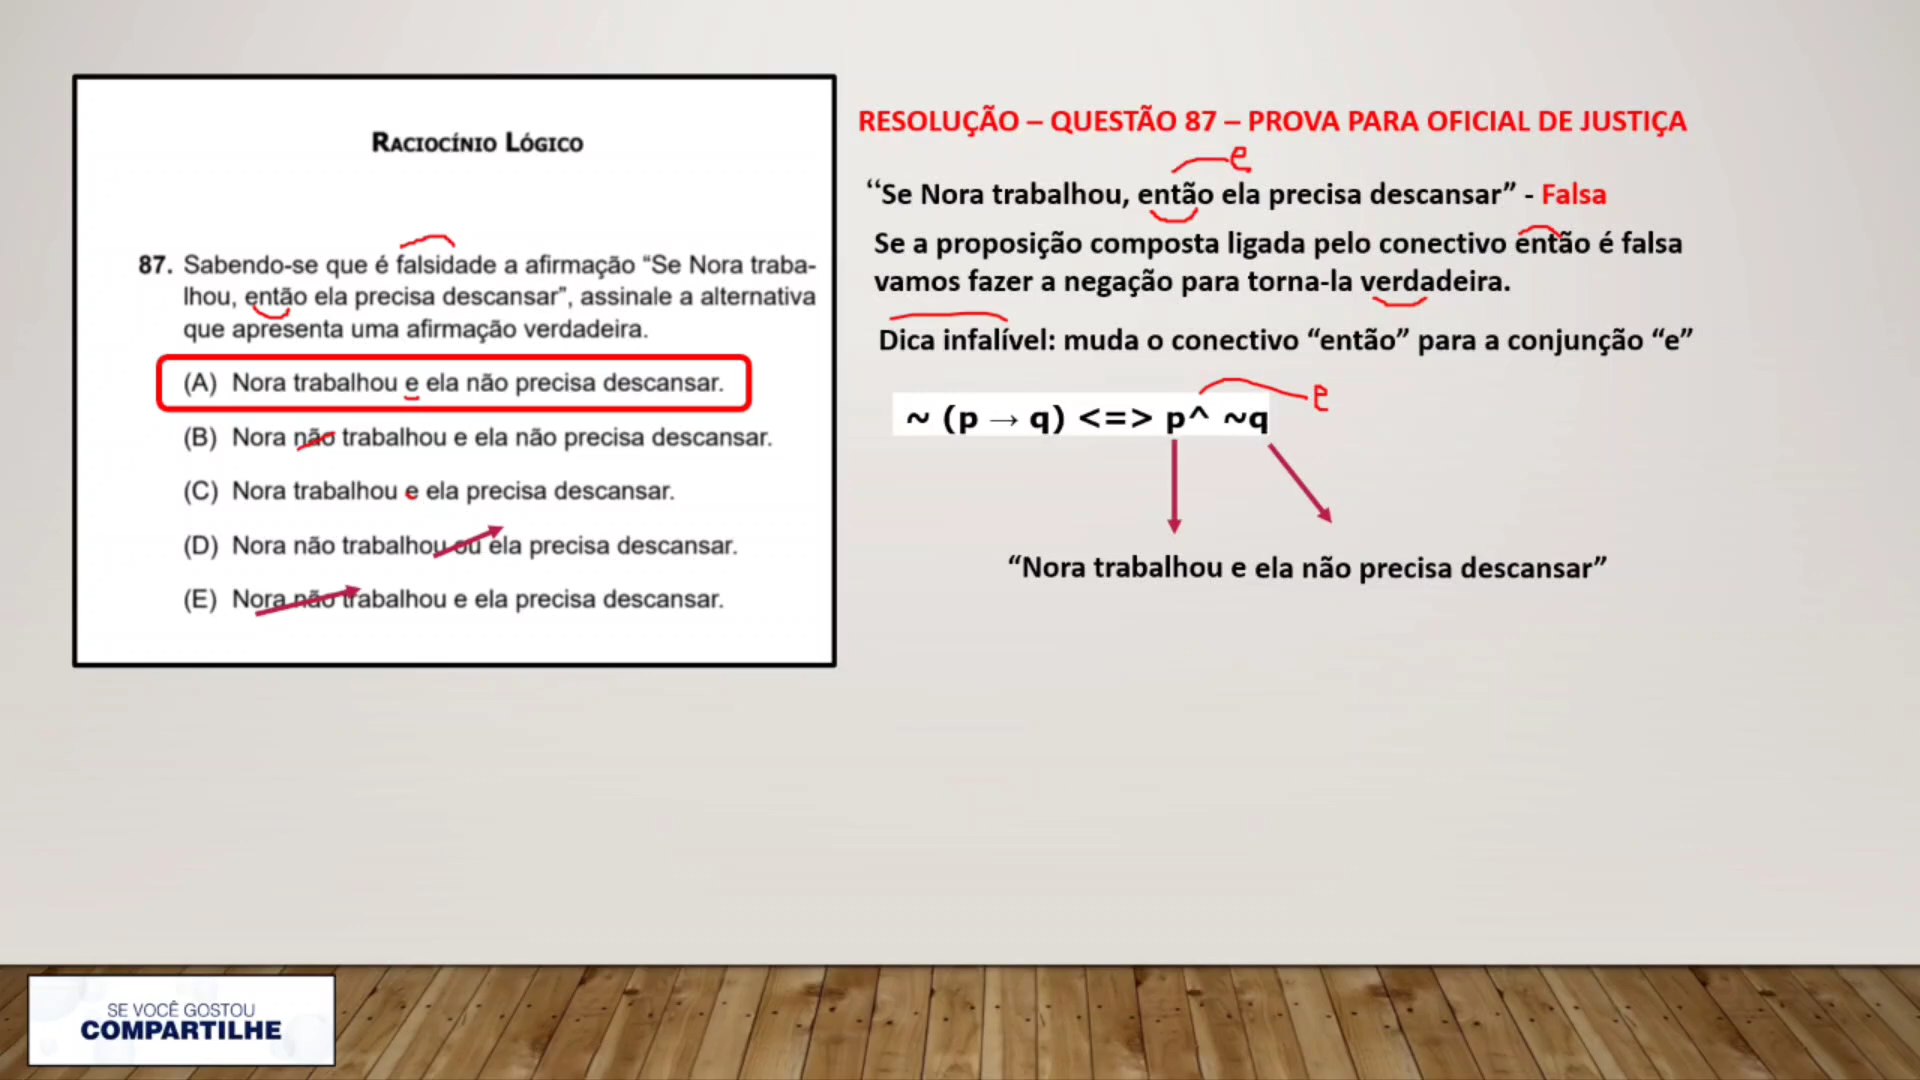 RACIOCÍNIO LÓGICO
87. Sabendo-se que é falsidade a afirmação “Se Nora traba-
lhou, então ela precisa descansar”, assinale a alternativa
que apresenta uma afirmação verdadeira.
(A) Nora trabalhou e ela não precisa descansar.
(B) Nora não trabalhou e ela não precisa descansar.
(C) Nora trabalhou e ela precisa descansar.
(D) Nora não trabalhou ou ela precisa descansar.
(E) Nora não trabalhou e ela precisa descansar.
RESOLUÇÃO – QUESTÃO 87 – PROVA PARA OFICIAL DE JUSTIÇA
e
“Se Nora trabalhou, então ela precisa descansar” - Falsa
Se a proposição composta ligada pelo conectivo então é falsa
vamos fazer a negação para torna-la verdadeira.
Dica infalível: muda o conectivo “então” para a conjunção “e”
e
~ (p → q) <=> p^ ~q
“Nora trabalhou e ela não precisa descansar”
SE VOCÊ GOSTOU
COMPARTILHE